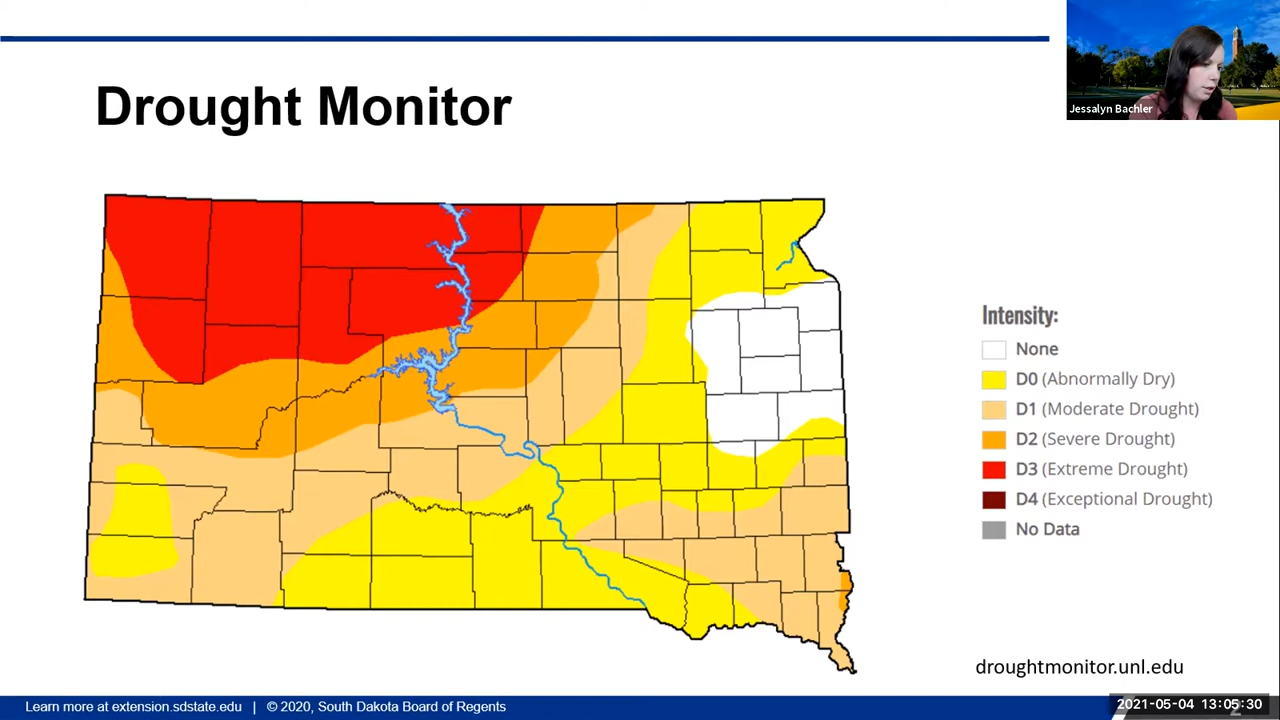 Jessalyn Bachler
Drought Monitor
Intensity:
None
D0 (Abnormally Dry)
D1 (Moderate Drought)
D2 (Severe Drought)
D3 (Extreme Drought)
D4 (Exceptional Drought)
No Data
droughtmonitor.unl.edu
Learn more at extension.sdstate.edu | © 2020, South Dakota Board of Regents
2021-05-04 13:05:30